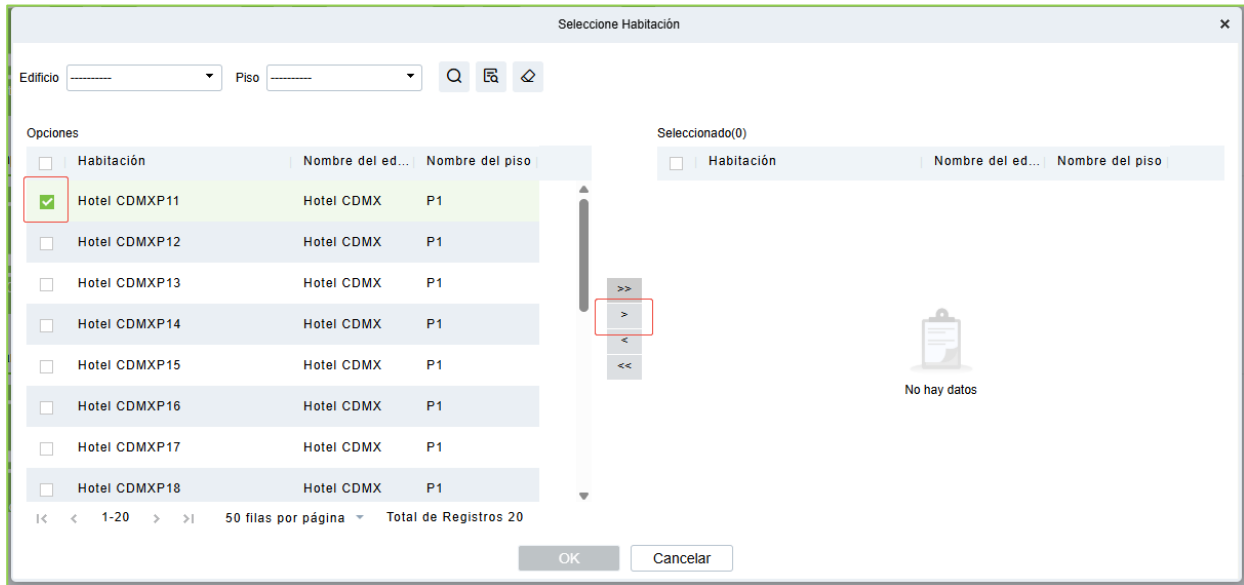 Seleccione Habitación ×
Edificio ---------- Piso ----------
Opciones
Habitación Nombre del ed... Nombre del piso
Hotel CDMXP11 Hotel CDMX P1
Hotel CDMXP12 Hotel CDMX P1
Hotel CDMXP13 Hotel CDMX P1
Hotel CDMXP14 Hotel CDMX P1
Hotel CDMXP15 Hotel CDMX P1
Hotel CDMXP16 Hotel CDMX P1
Hotel CDMXP17 Hotel CDMX P1
Hotel CDMXP18 Hotel CDMX P1
|< < 1-20 > >| 50 filas por página Total de Registros 20
>>
>
<
<<
Seleccionado(0)
Habitación Nombre del ed... Nombre del piso
No hay datos
OK Cancelar